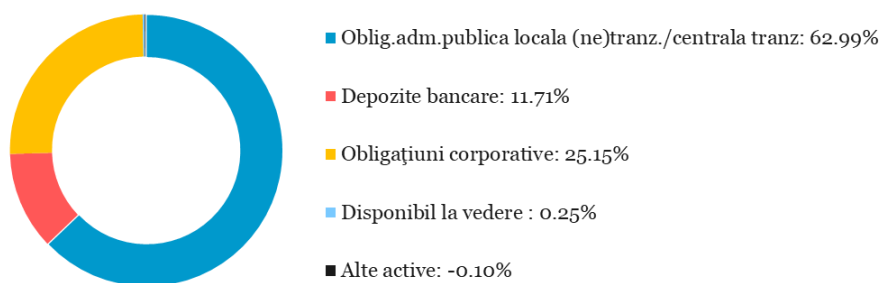 Oblig.adm.publica locala (ne)tranz./centrala tranz: 62.99%
Depozite bancare: 11.71%
Obligaţiuni corporative: 25.15%
Disponibil la vedere : 0.25%
Alte active: -0.10%